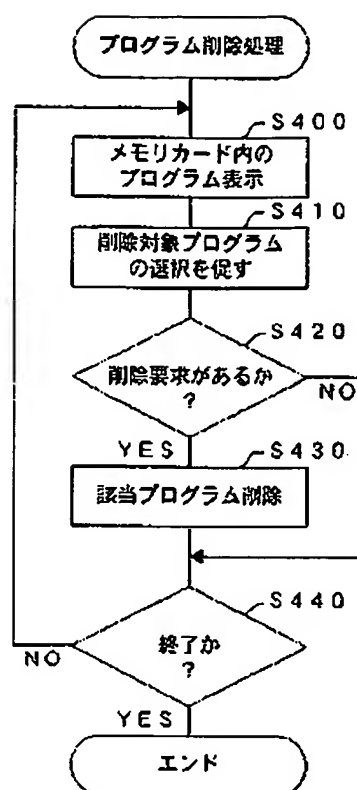 プログラム削除処理
S400
メモリカード内の
プログラム表示
S410
削除対象プログラム
の選択を促す
S420
削除要求があるか
?
NO
YES
S430
該当プログラム削除
S440
終了か
?
NO
YES
エンド